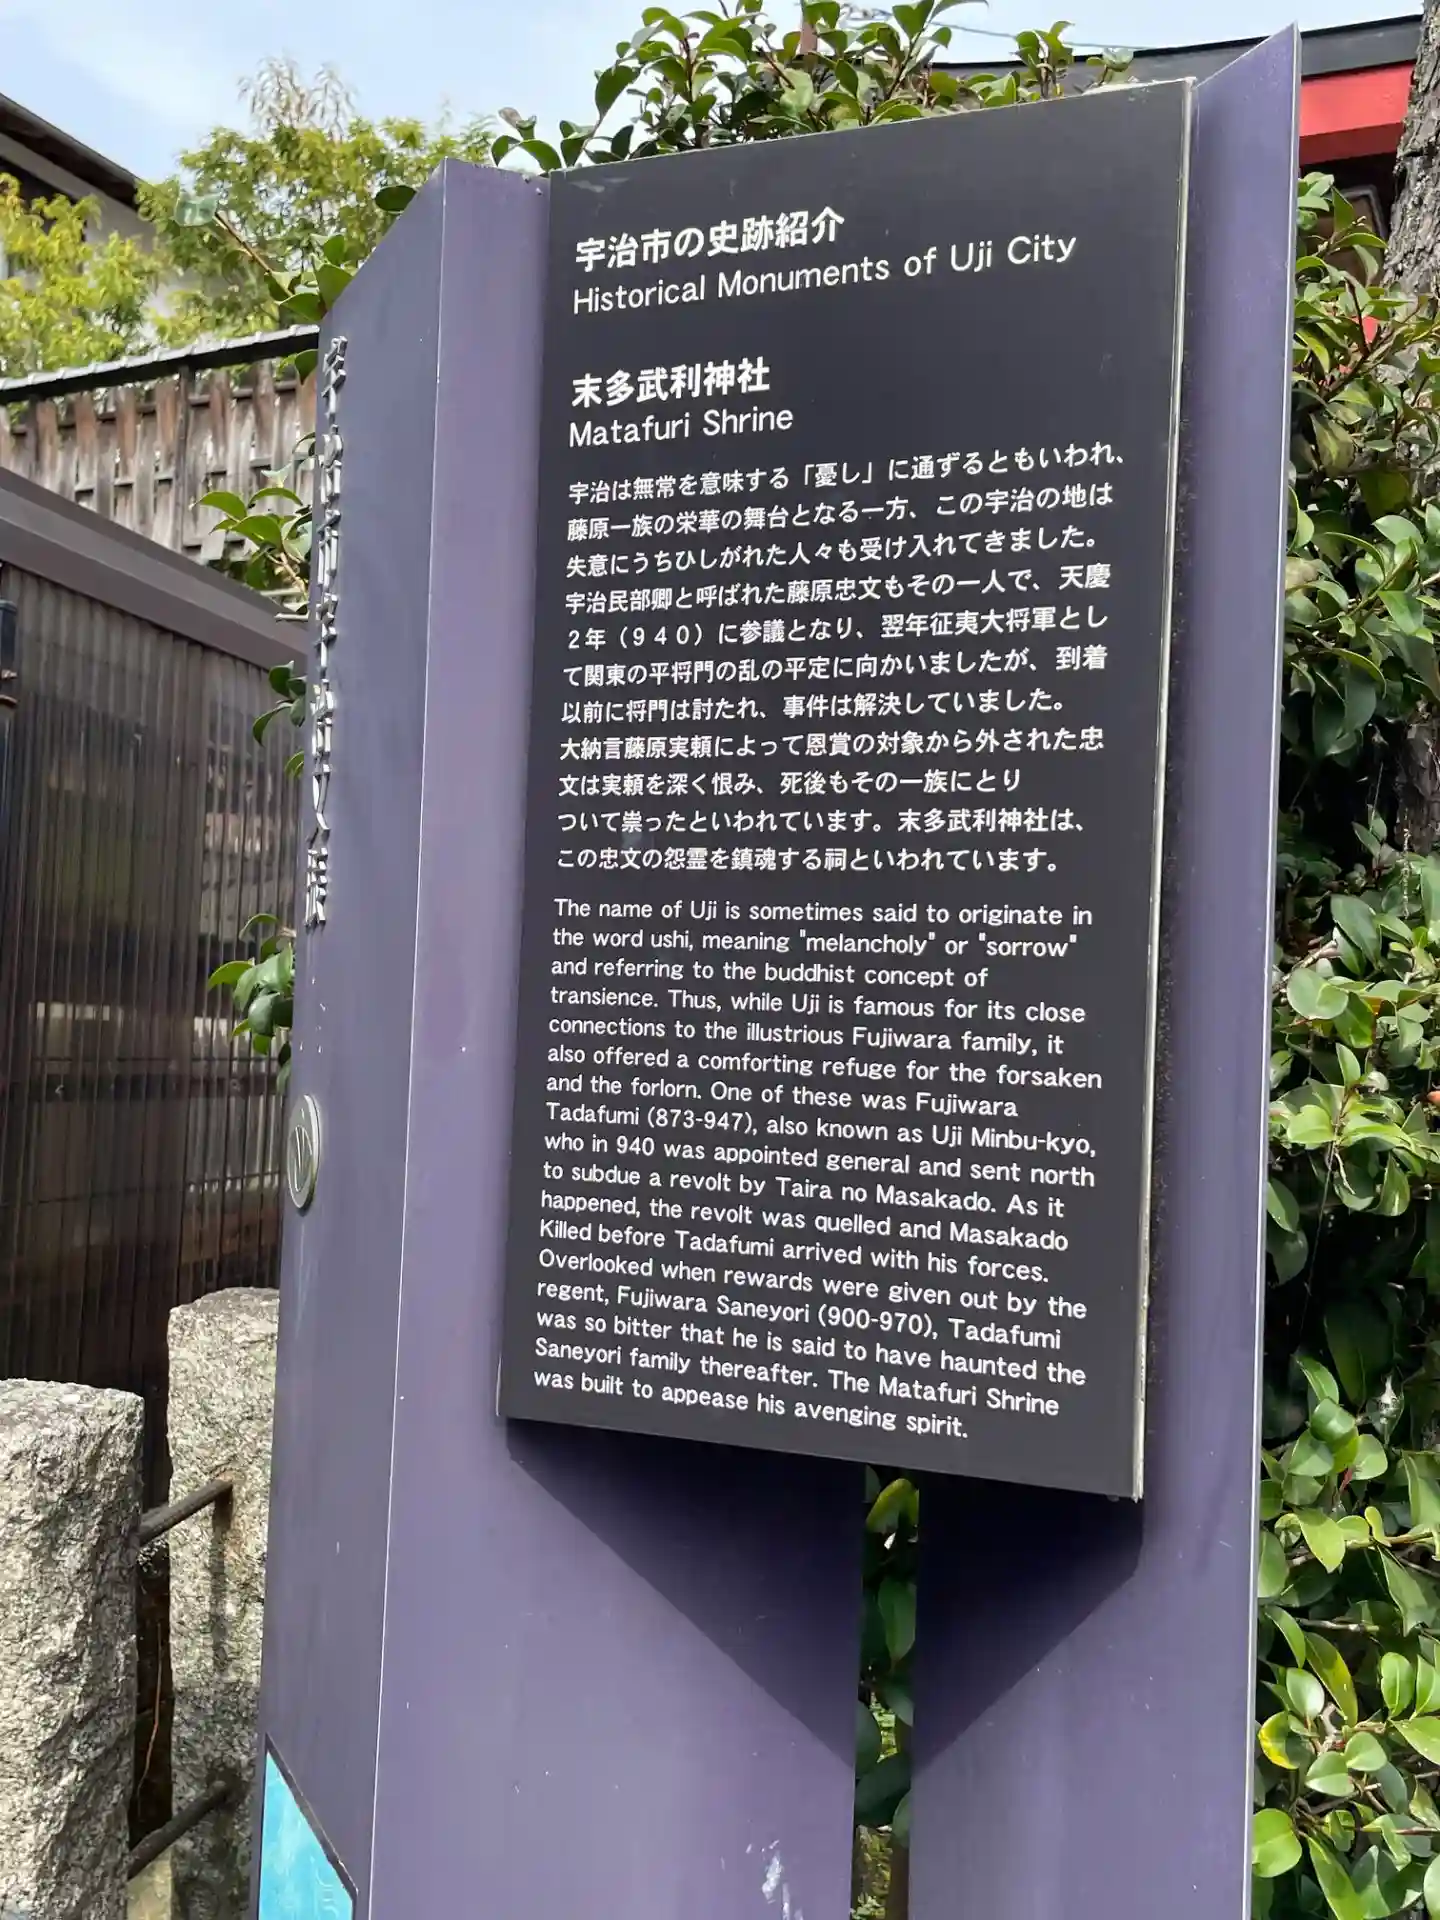 宇治市の史跡紹介
Historical Monuments of Uji City
末多武利神社
Matafuri Shrine
宇治は無常を意味する「憂し」に通ずるともいわれ、
藤原一族の栄華の舞台となる一方、この宇治の地は
失意にうちひしがれた人々も受け入れてきました。
宇治民部卿と呼ばれた藤原忠文もその一人で、天慶
2年（940）に参議となり、翌年征夷大将軍とし
て関東の平将門の乱の平定に向かいましたが、到着
以前に将門は討たれ、事件は解決していました。
大納言藤原実頼によって恩賞の対象から外された忠
文は実頼を深く恨み、死後もその一族にとり
ついて祟ったといわれています。末多武利神社は、
この忠文の怨霊を鎮魂する祠といわれています。
The name of Uji is sometimes said to originate in
the word ushi, meaning "melancholy" or "sorrow"
and referring to the buddhist concept of
transience. Thus, while Uji is famous for its close
connections to the illustrious Fujiwara family, it
also offered a comforting refuge for the forsaken
and the forlorn. One of these was Fujiwara
Tadafumi (873-947), also known as Uji Minbu-kyo,
who in 940 was appointed general and sent north
to subdue a revolt by Taira no Masakado. As it
happened, the revolt was quelled and Masakado
Killed before Tadafumi arrived with his forces.
Overlooked when rewards were given out by the
regent, Fujiwara Saneyori (900-970), Tadafumi
was so bitter that he is said to have haunted the
Saneyori family thereafter. The Matafuri Shrine
was built to appease his avenging spirit.